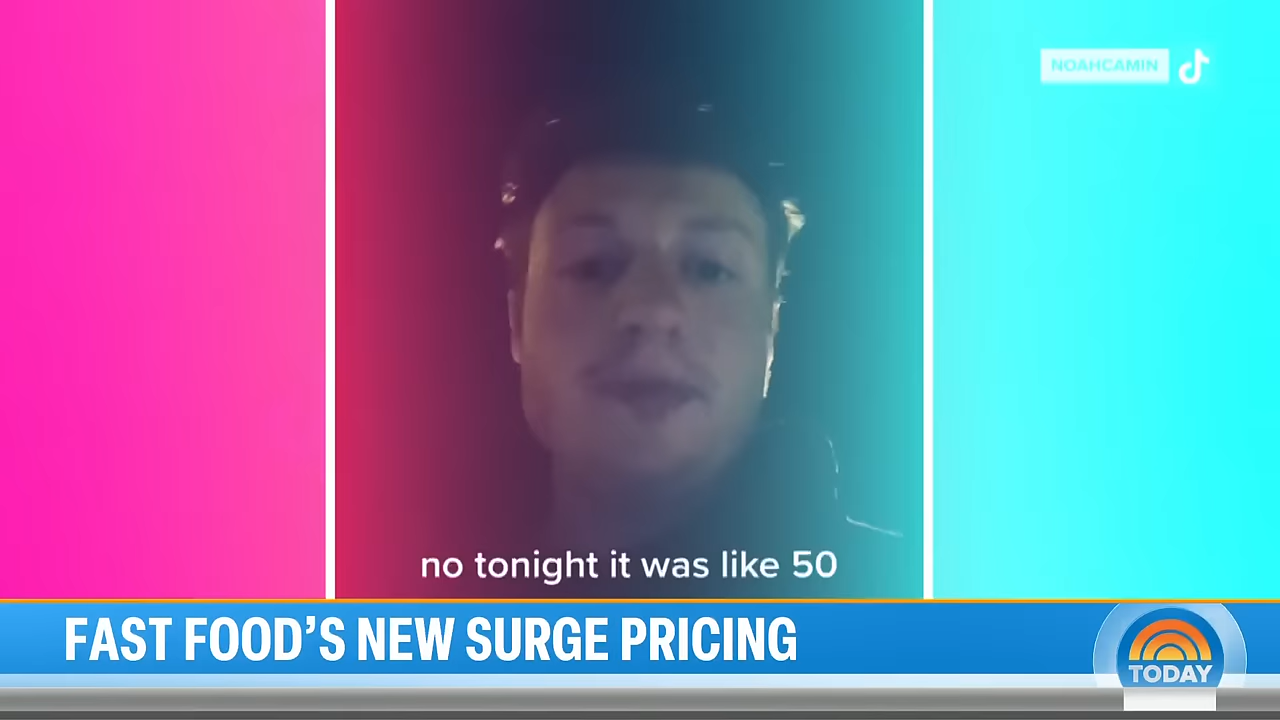 NOAHCAMIN
no tonight it was like 50
FAST FOOD'S NEW SURGE PRICING
TODAY